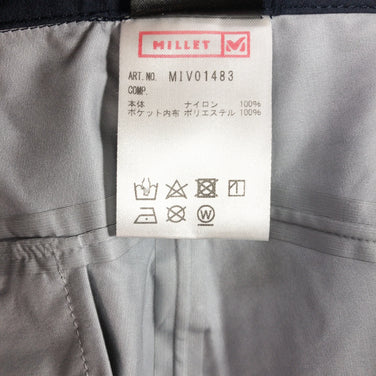 MILLET
ART.NO. MIV01483
COMP.
本体 ナイロン 100%
ポケット内布 ポリエステル 100%
W